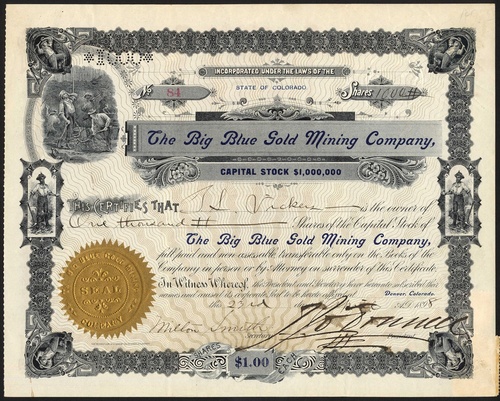 *1000*
INCORPORATED UNDER THE LAWS OF THE
STATE OF COLORADO.
No 84
Shares 1000
The Big Blue Gold Mining Company,
CAPITAL STOCK $1,000,000
THIS CERTIFIES THAT is the owner of
One thousand Shares of the Capital Stock of
The Big Blue Gold Mining Company,
full paid and non-assessable, transferable only on the Books of the
Company in person or by Attorney on surrender of this Certificate.
In Witness Whereof, the President and Secretary have hereunto subscribed their
names and caused its corporate seal to be hereto affixed at Denver, Colorado,
this 23rd A.D. 1898
Milton Smith
SEAL
SHARES
$1.00